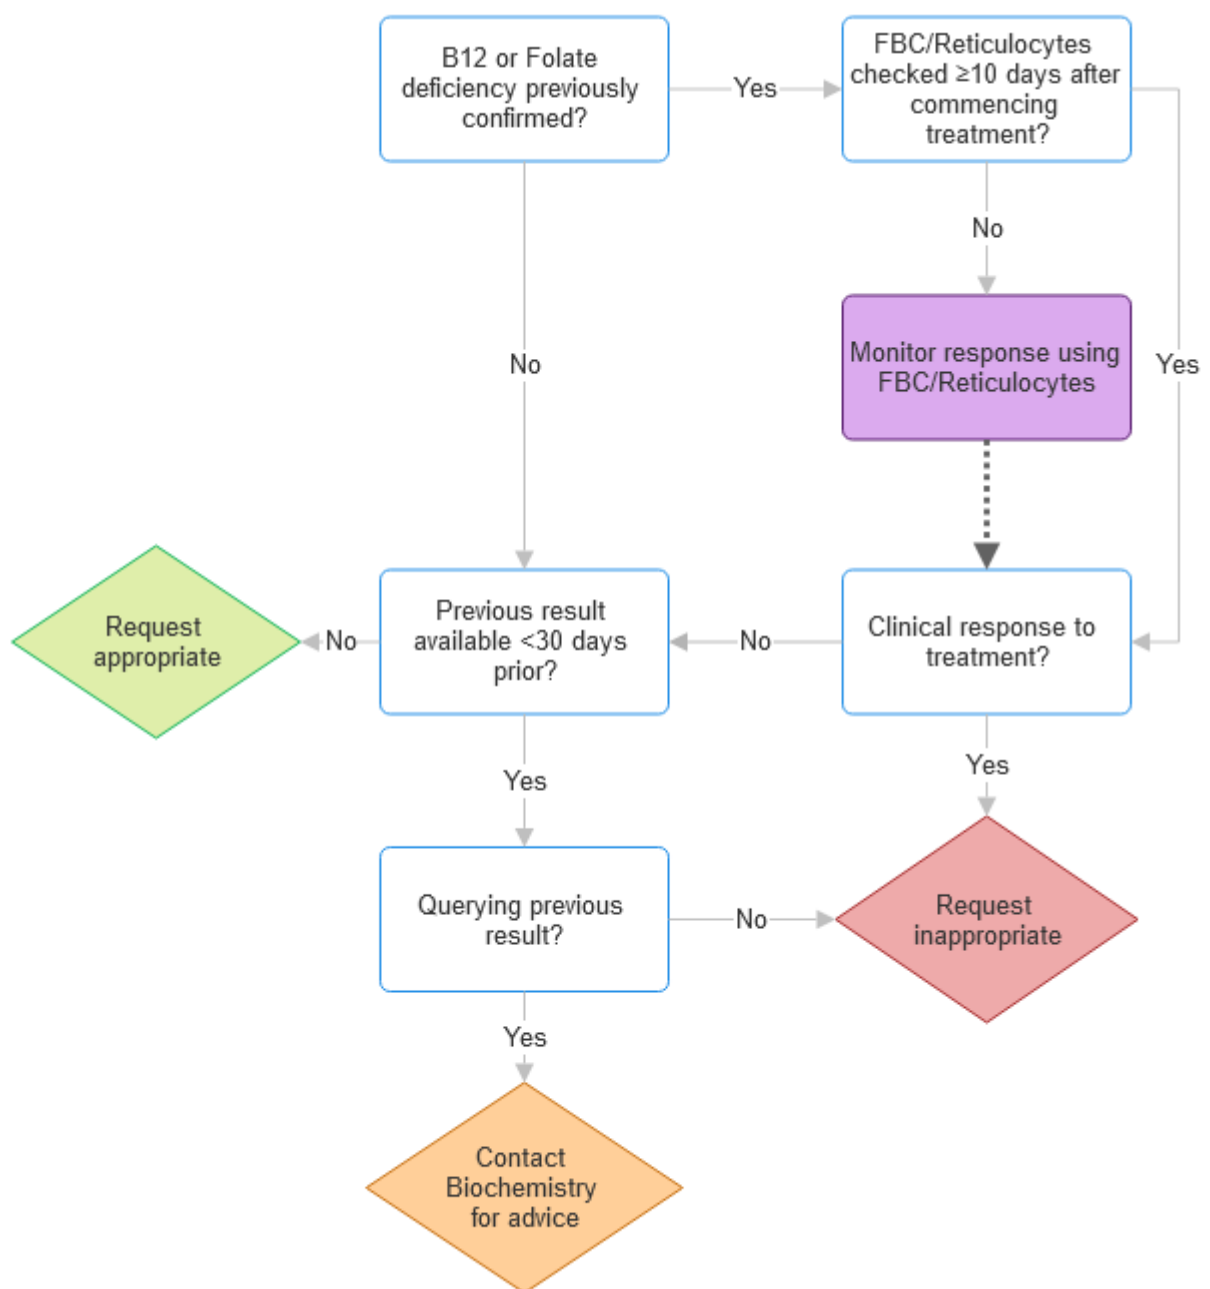 B12 or Folate
deficiency previously
confirmed?
Yes
FBC/Reticulocytes
checked ≥10 days after
commencing
treatment?
No
Monitor response using
FBC/Reticulocytes
Yes
No
Request
appropriate
No
Previous result
available <30 days
prior?
No
Clinical response to
treatment?
Yes
Yes
Querying previous
result?
No
Request
inappropriate
Yes
Contact
Biochemistry
for advice